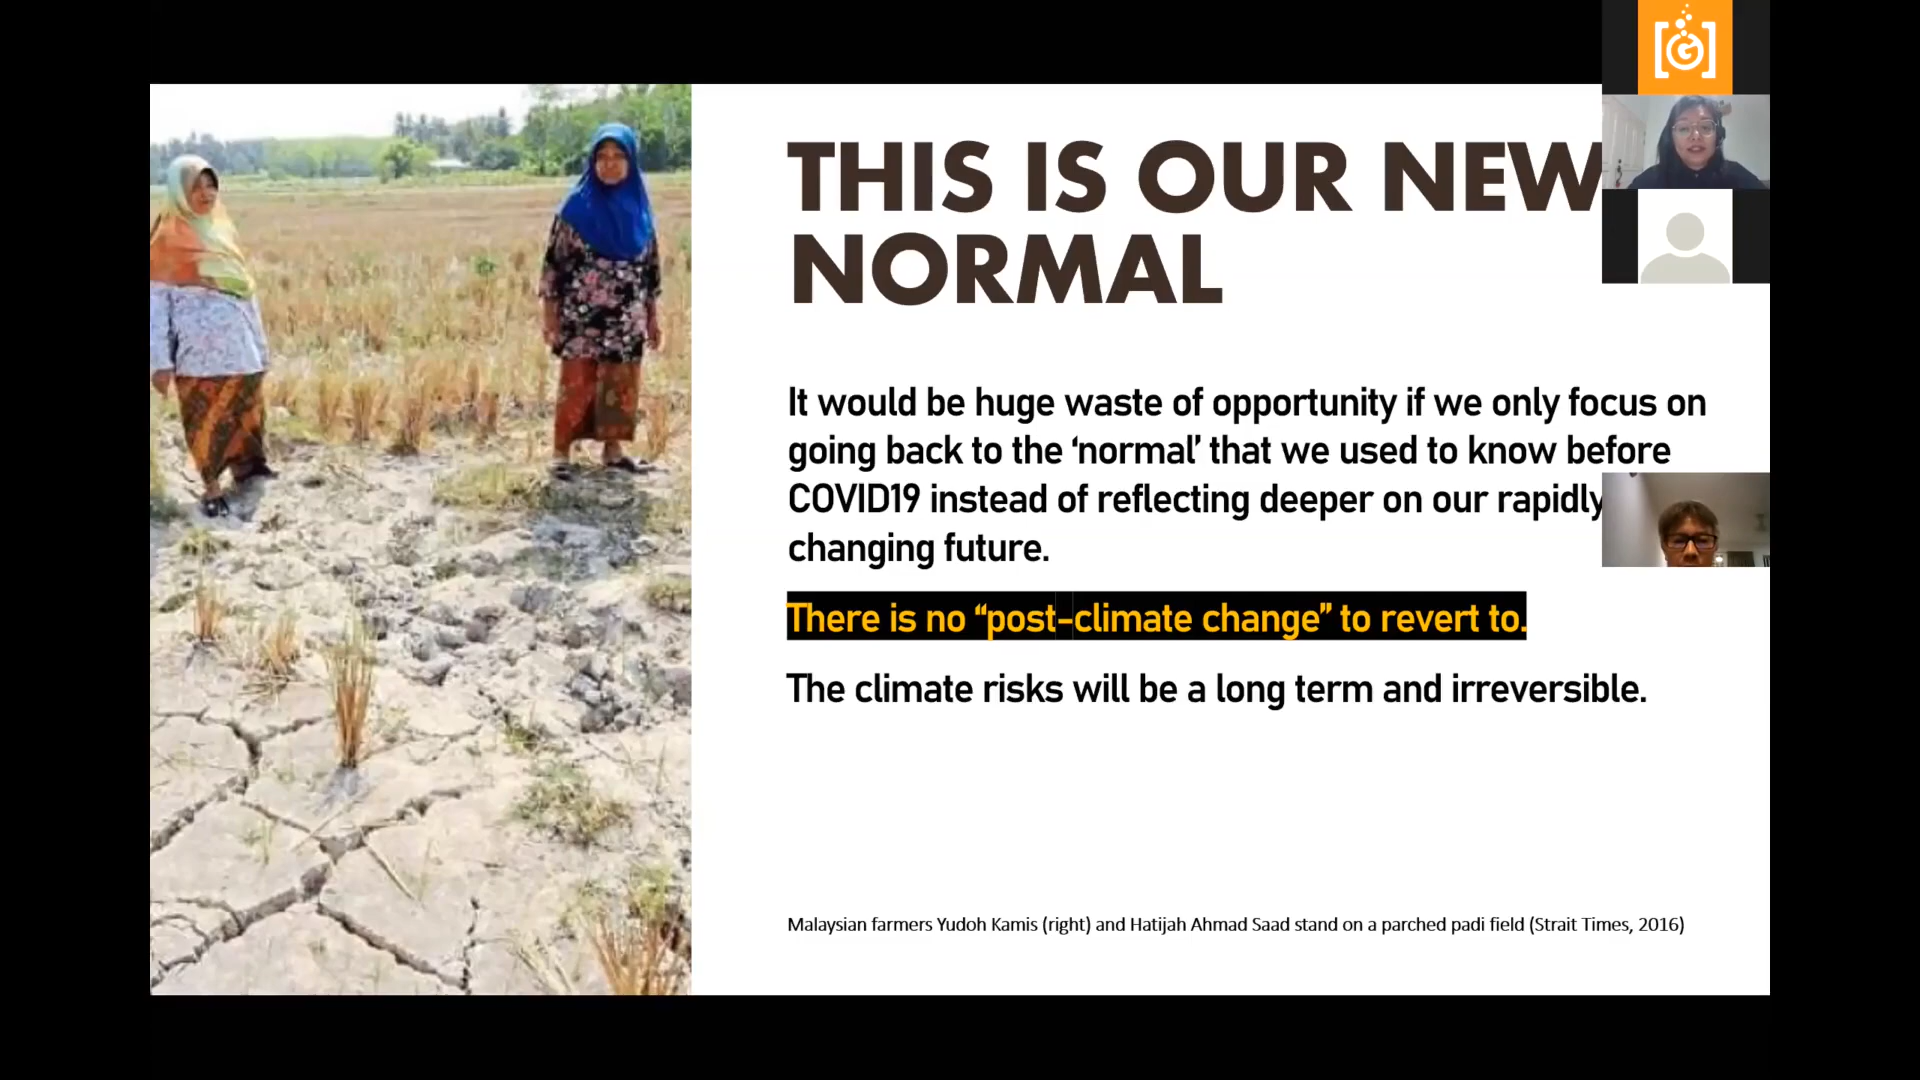 THIS IS OUR NEW
NORMAL
It would be huge waste of opportunity if we only focus on
going back to the ‘normal’ that we used to know before
COVID19 instead of reflecting deeper on our rapidly
changing future.
There is no “post-climate change” to revert to.
The climate risks will be a long term and irreversible.
Malaysian farmers Yudoh Kamis (right) and Hatijah Ahmad Saad stand on a parched padi field (Strait Times, 2016)